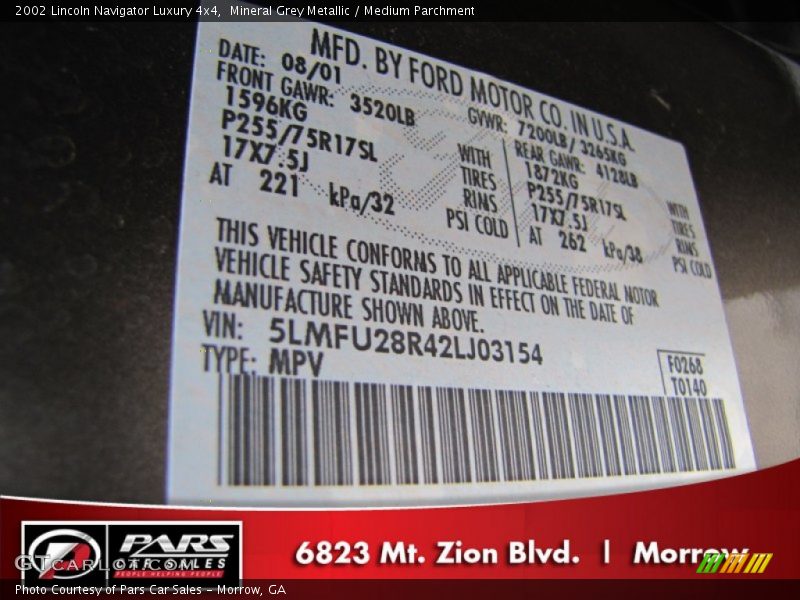 2002 Lincoln Navigator Luxury 4x4, Mineral Grey Metallic / Medium Parchment
MFD. BY FORD MOTOR CO. IN U.S.A.
DATE: 08/01 GVWR: 7200LB/3265KG
FRONT GAWR: 3520LB REAR GAWR: 4128LB
1596KG WITH 1872KG WITH
P255/75R17SL TIRES P255/75R17SL TIRES
17X7.5J RINS 17X7.5J RINS
AT 221 kPa/32 PSI COLD AT 262 kPa/38 PSI COLD
THIS VEHICLE CONFORMS TO ALL APPLICABLE FEDERAL MOTOR
VEHICLE SAFETY STANDARDS IN EFFECT ON THE DATE OF
MANUFACTURE SHOWN ABOVE.
VIN: 5LMFU28R42LJ03154
TYPE: MPV
F0268
T0140
PARS
CAR SALES
PEOPLE HELPING PEOPLE
6823 Mt. Zion Blvd. | Morrow
GTCarLot.com
Photo Courtesy of Pars Car Sales - Morrow, GA